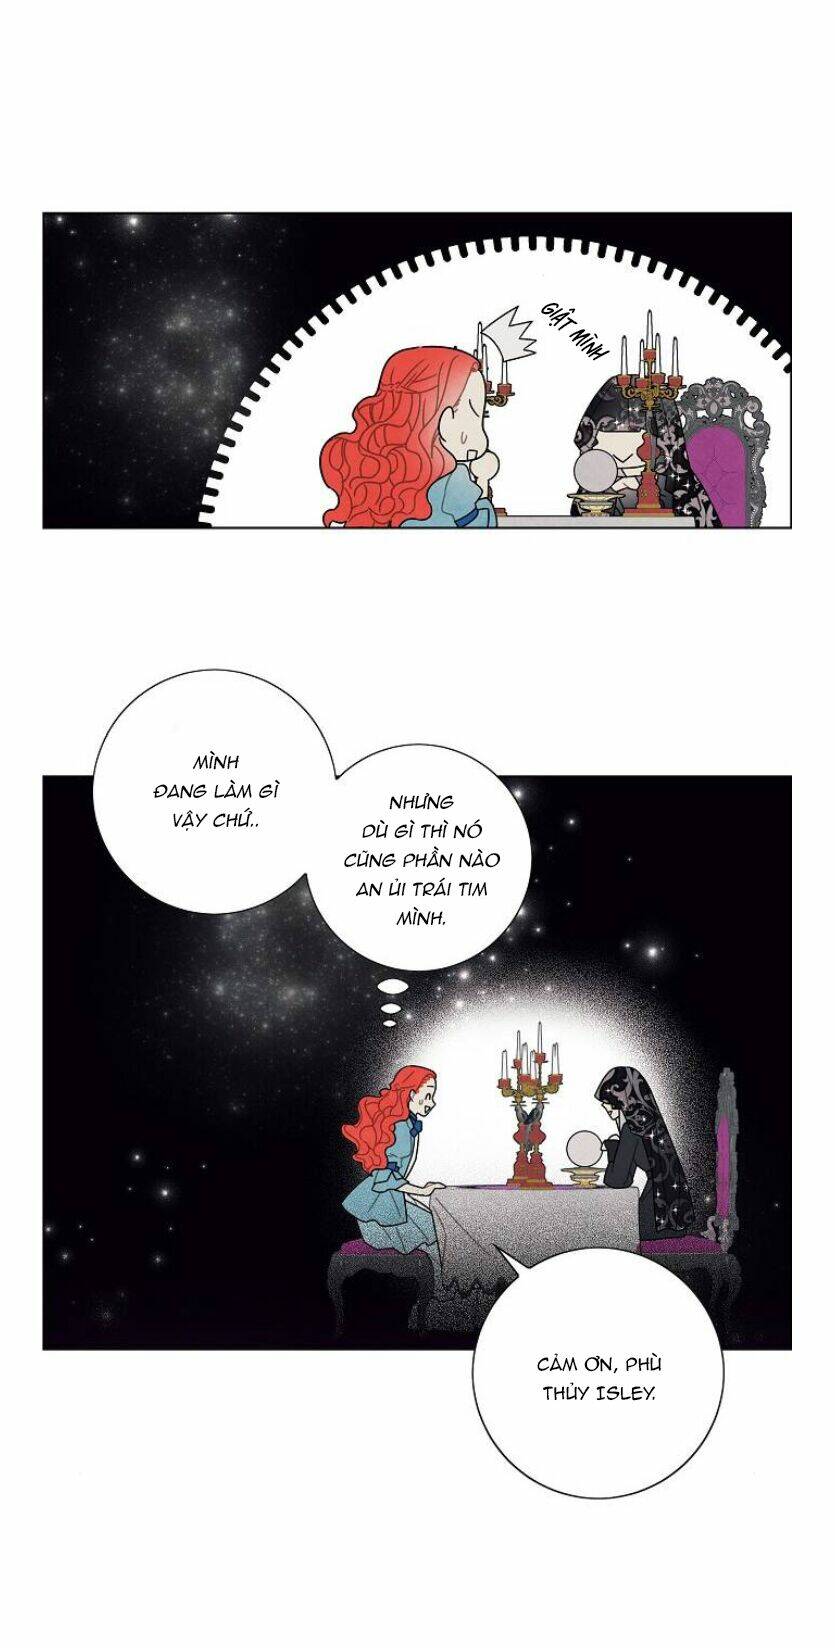 GIẬT MÌNH
MÌNH
ĐANG LÀM GÌ
VẬY CHỨ..
NHƯNG
DÙ GÌ THÌ NÓ
CŨNG PHẦN NÀO
AN ỦI TRÁI TIM
MÌNH.
CẢM ƠN, PHÙ
THỦY ISLEY.